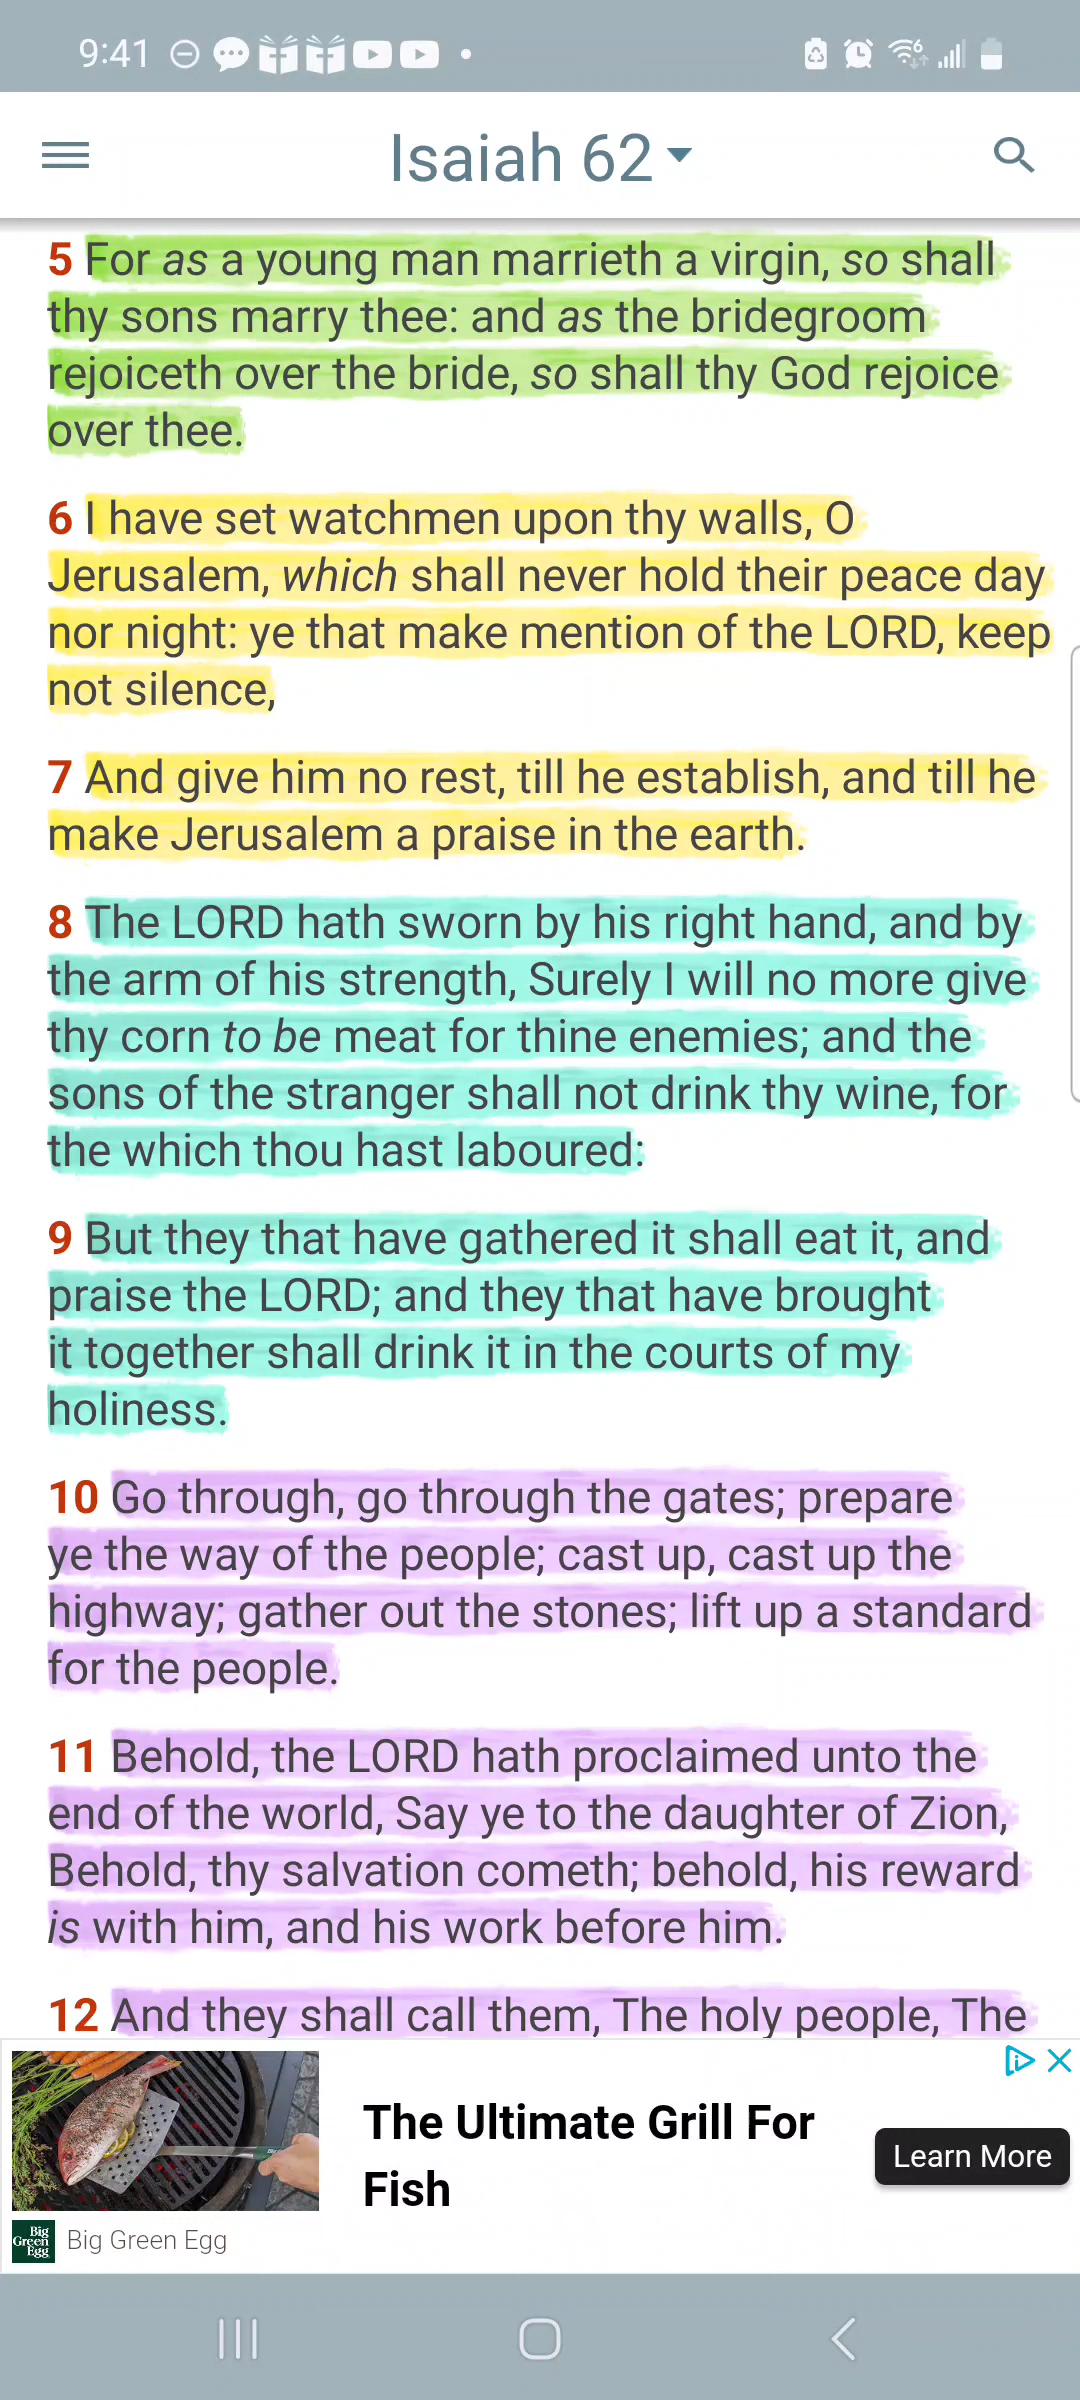 9:41
Isaiah 62
5 For as a young man marrieth a virgin, so shall
thy sons marry thee: and as the bridegroom
rejoiceth over the bride, so shall thy God rejoice
over thee.
6 I have set watchmen upon thy walls, O
Jerusalem, which shall never hold their peace day
nor night: ye that make mention of the LORD, keep
not silence,
7 And give him no rest, till he establish, and till he
make Jerusalem a praise in the earth.
8 The LORD hath sworn by his right hand, and by
the arm of his strength, Surely I will no more give
thy corn to be meat for thine enemies; and the
sons of the stranger shall not drink thy wine, for
the which thou hast laboured:
9 But they that have gathered it shall eat it, and
praise the LORD; and they that have brought
it together shall drink it in the courts of my
holiness.
10 Go through, go through the gates; prepare
ye the way of the people; cast up, cast up the
highway; gather out the stones; lift up a standard
for the people.
11 Behold, the LORD hath proclaimed unto the
end of the world, Say ye to the daughter of Zion,
Behold, thy salvation cometh; behold, his reward
is with him, and his work before him.
12 And they shall call them, The holy people, The
The Ultimate Grill For
Fish
Learn More
Big
Green
Egg
Big Green Egg